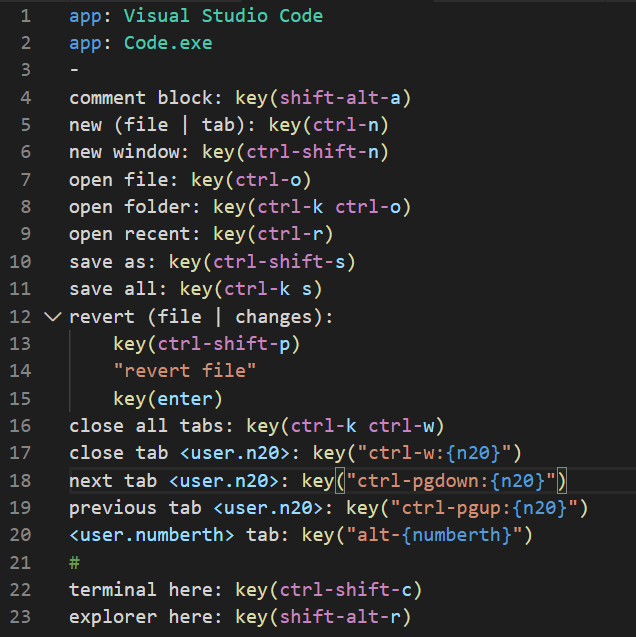 1 app: Visual Studio Code
2 app: Code.exe
3 -
4 comment block: key(shift-alt-a)
5 new (file | tab): key(ctrl-n)
6 new window: key(ctrl-shift-n)
7 open file: key(ctrl-o)
8 open folder: key(ctrl-k ctrl-o)
9 open recent: key(ctrl-r)
10 save as: key(ctrl-shift-s)
11 save all: key(ctrl-k s)
12 revert (file | changes):
13     key(ctrl-shift-p)
14     "revert file"
15     key(enter)
16 close all tabs: key(ctrl-k ctrl-w)
17 close tab <user.n20>: key("ctrl-w:{n20}")
18 next tab <user.n20>: key("ctrl-pgdown:{n20}")
19 previous tab <user.n20>: key("ctrl-pgup:{n20}")
20 <user.numberth> tab: key("alt-{numberth}")
21 #
22 terminal here: key(ctrl-shift-c)
23 explorer here: key(shift-alt-r)